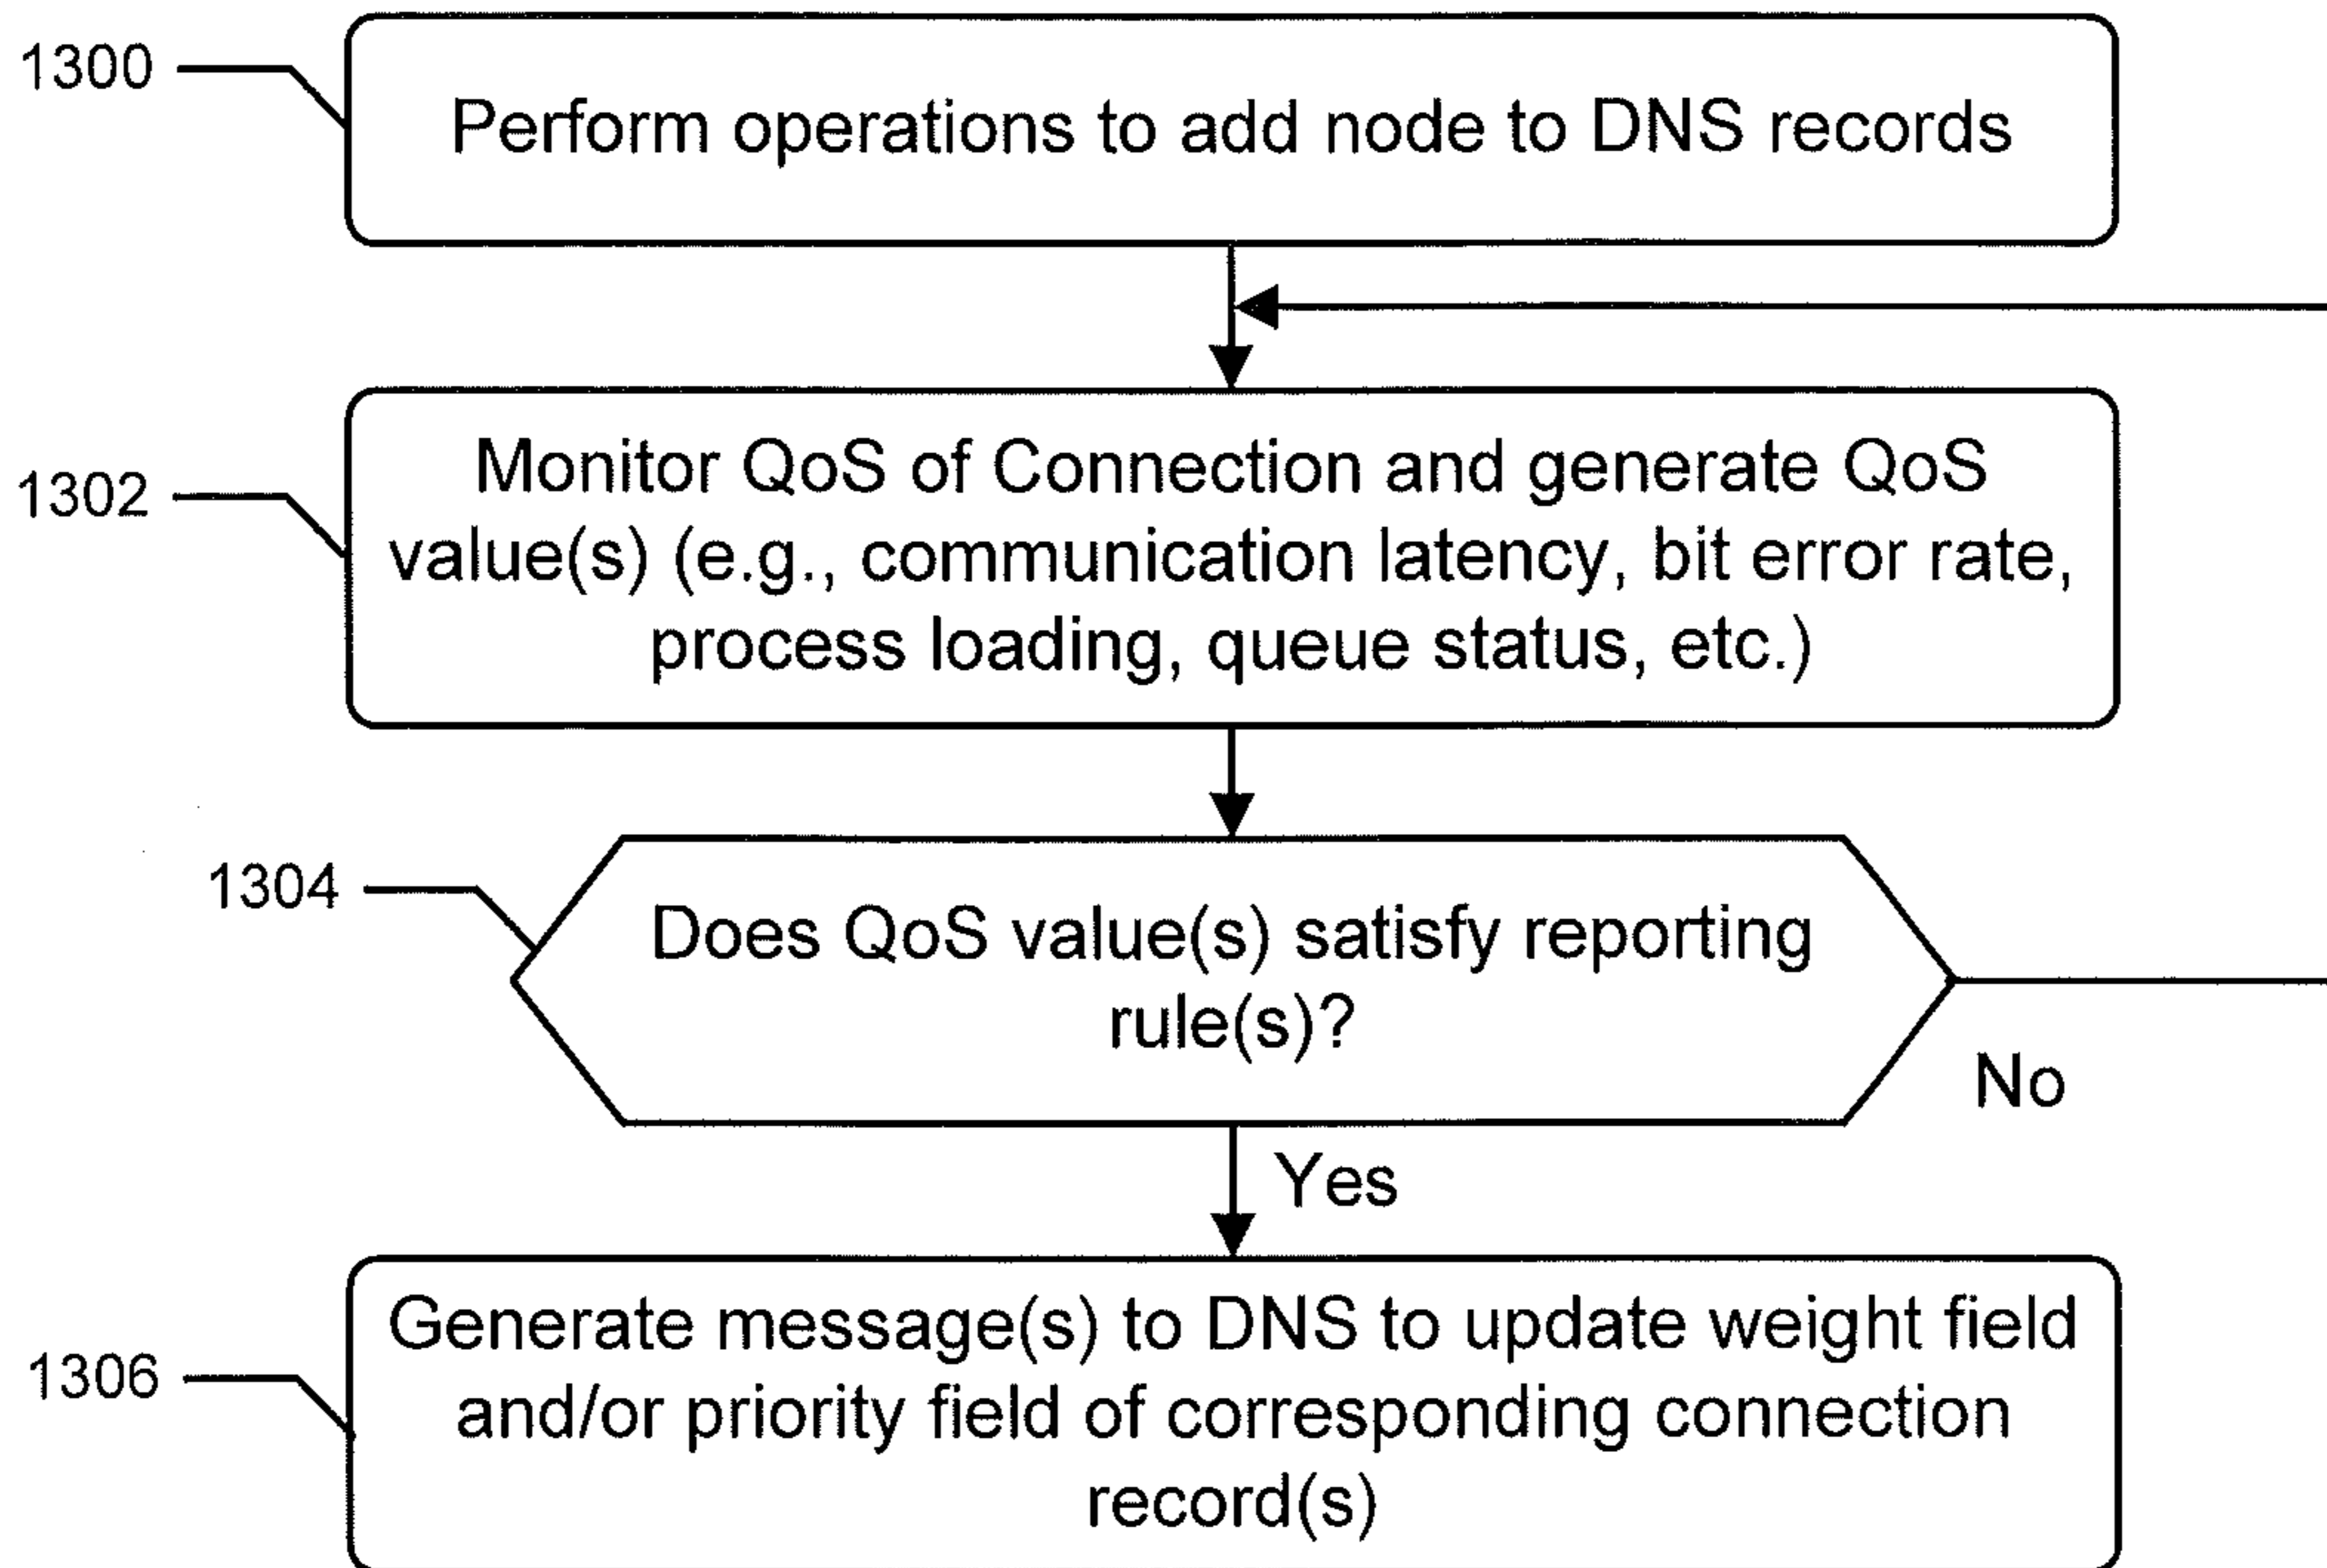 1300
Perform operations to add node to DNS records
1302
Monitor QoS of Connection and generate QoS
value(s) (e.g., communication latency, bit error rate,
process loading, queue status, etc.)
1304
Does QoS value(s) satisfy reporting
rule(s)?
No
Yes
1306
Generate message(s) to DNS to update weight field
and/or priority field of corresponding connection
record(s)